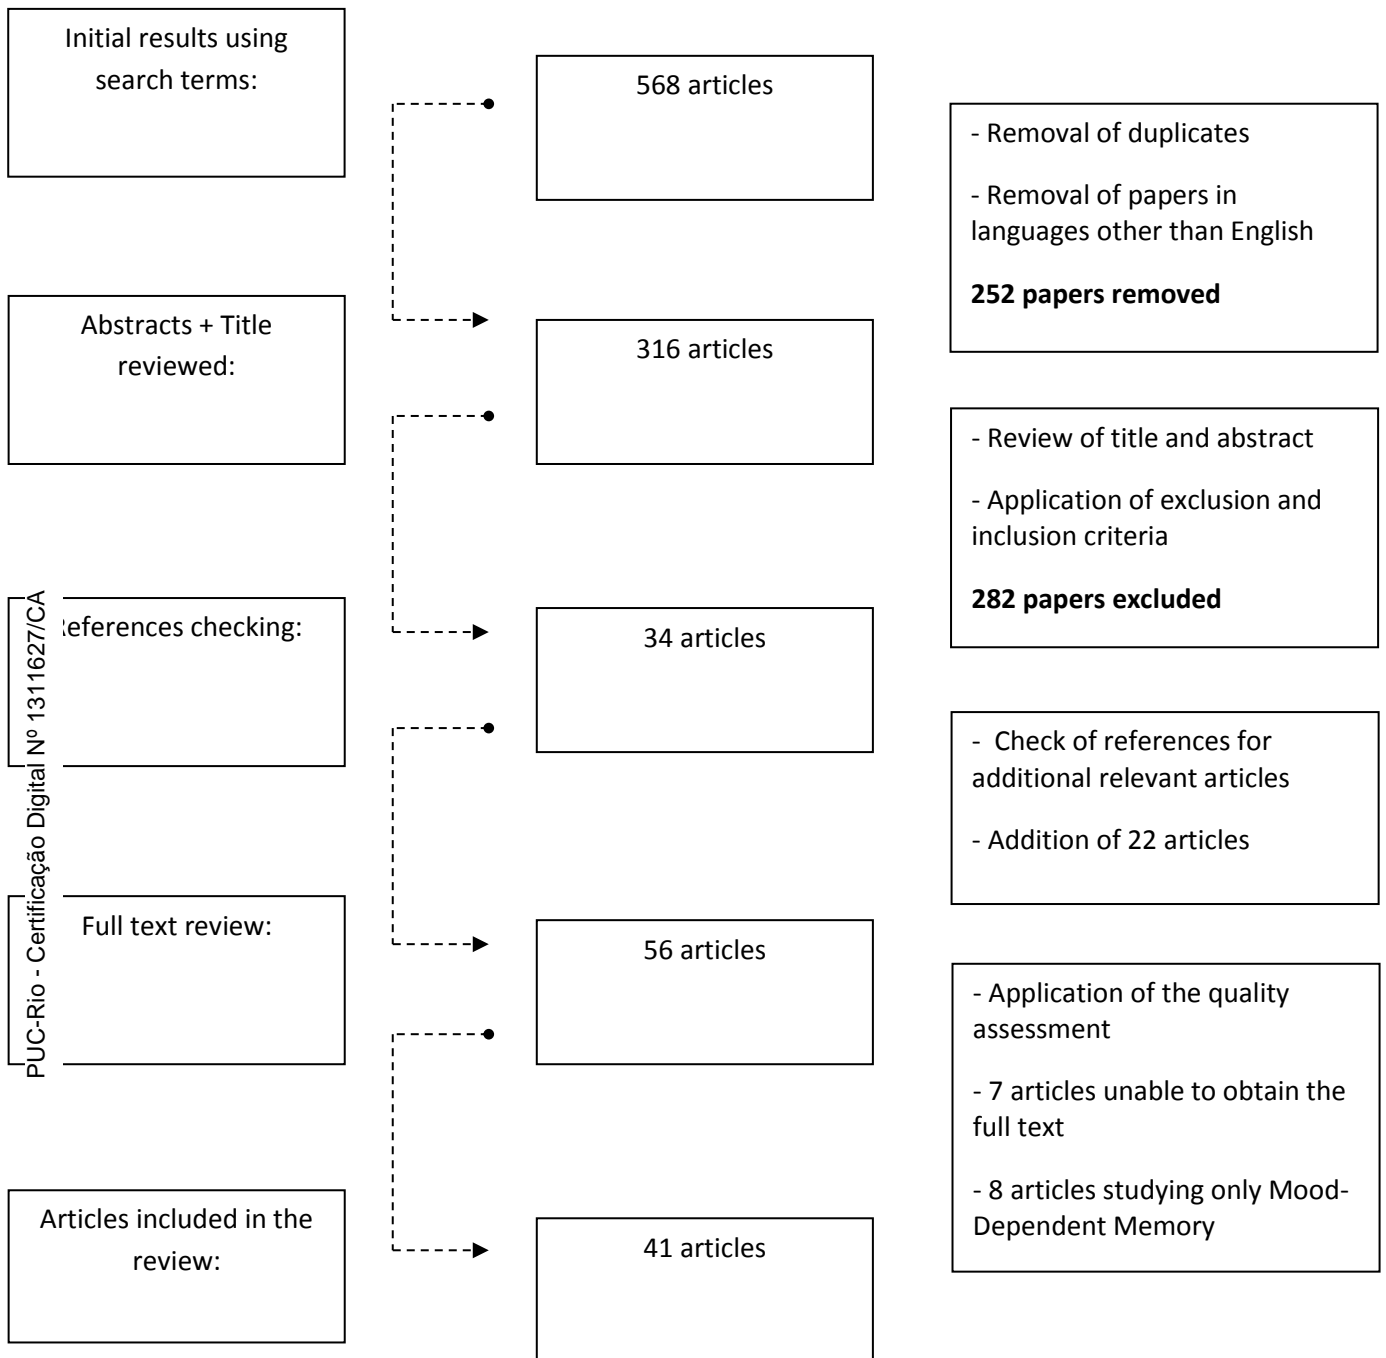 Initial results using
search terms:
568 articles
- Removal of duplicates
- Removal of papers in
languages other than English
252 papers removed
Abstracts + Title
reviewed:
316 articles
- Review of title and abstract
- Application of exclusion and
inclusion criteria
282 papers excluded
References checking:
34 articles
- Check of references for
additional relevant articles
- Addition of 22 articles
Full text review:
56 articles
- Application of the quality
assessment
- 7 articles unable to obtain the
full text
- 8 articles studying only Mood-
Dependent Memory
Articles included in the
review:
41 articles
PUC-Rio - Certificação Digital Nº 1311627/CA